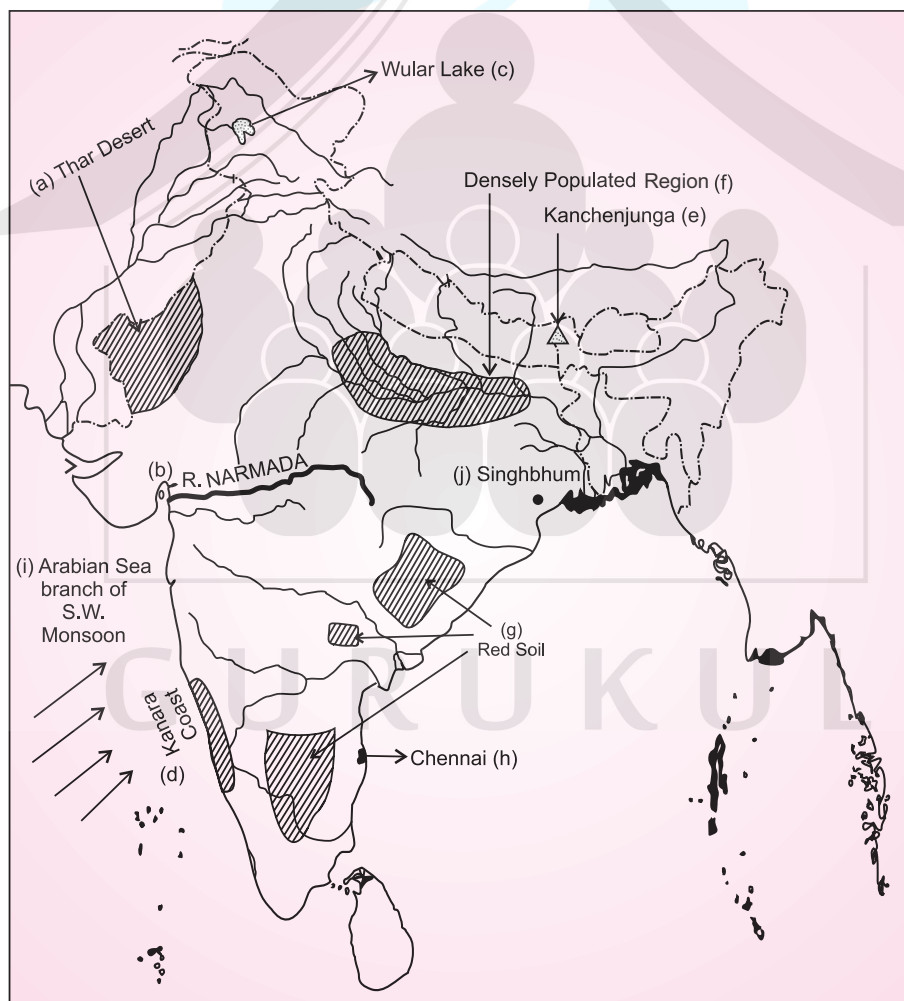 Wular Lake (c)
(a) Thar Desert
Densely Populated Region (f)
Kanchenjunga (e)
(b)
R. NARMADA
(j) Singhbhum
(i) Arabian Sea
branch of
S.W.
Monsoon
(g)
Red Soil
GURUKUL
Kanara
Coast
(d)
Chennai (h)